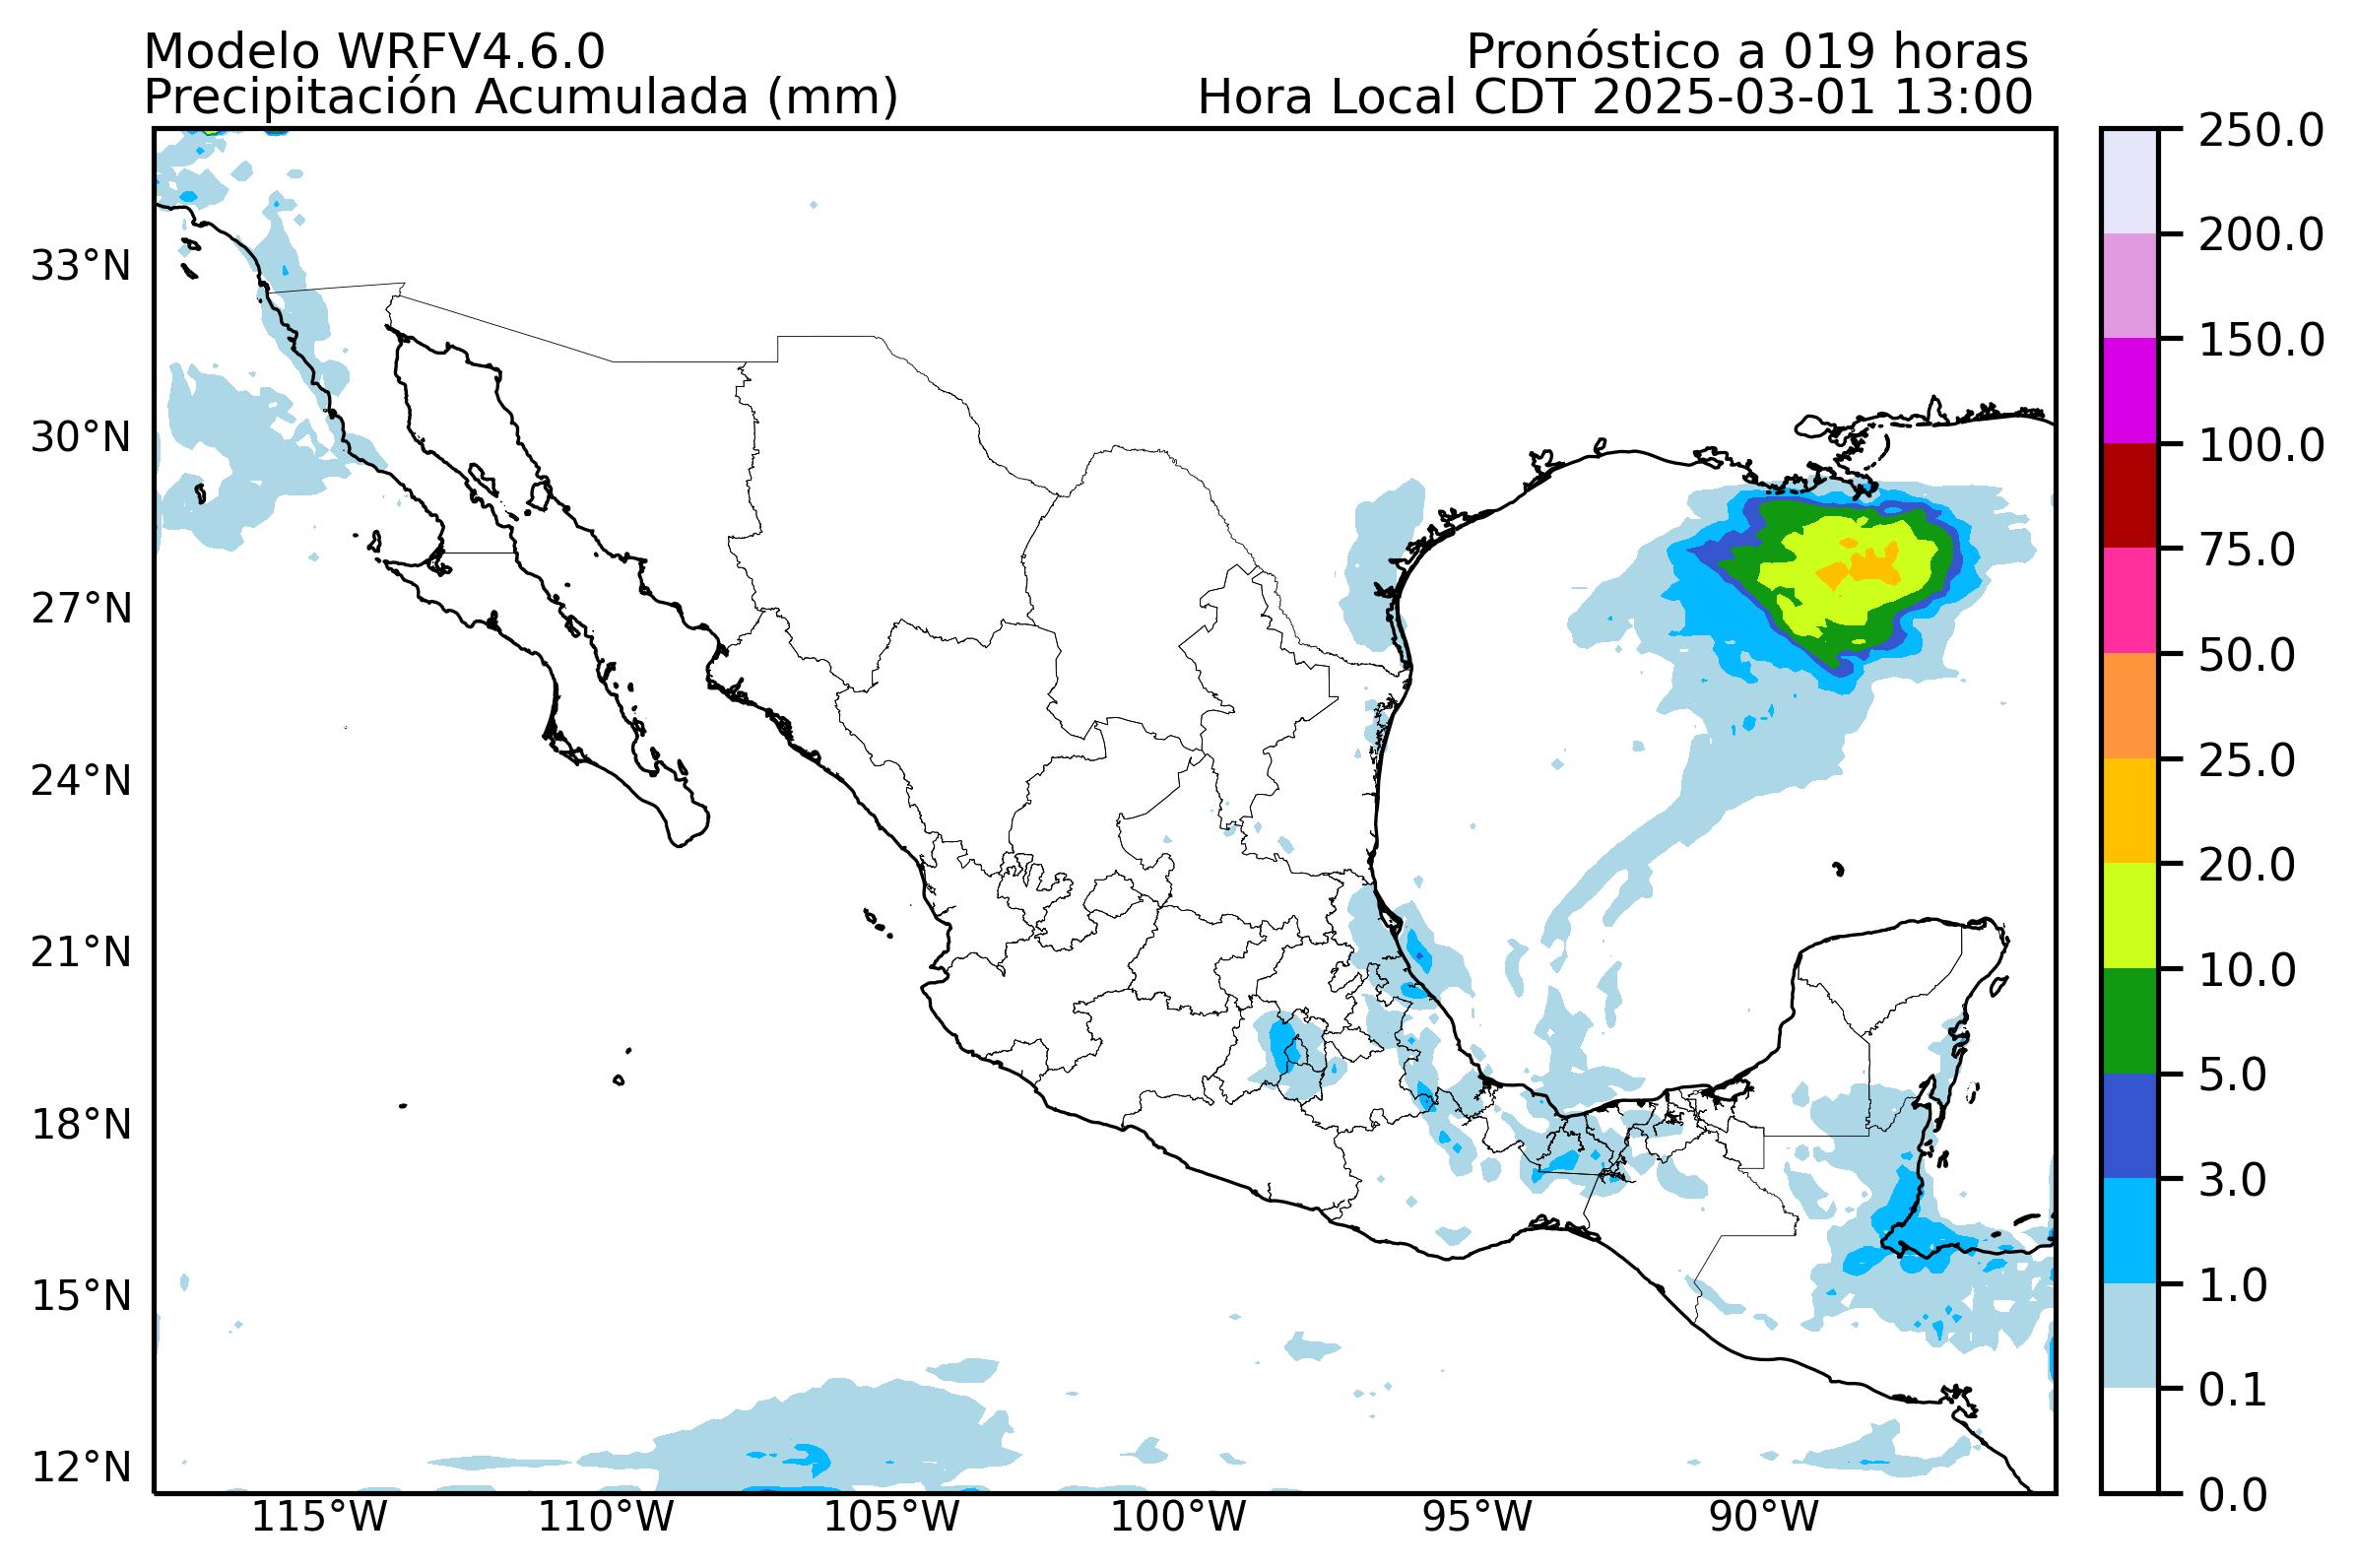 Modelo WRFV4.6.0
Pronóstico a 019 horas
Precipitación Acumulada (mm)
Hora Local CDT 2025-03-01 13:00
33°N
30°N
27°N
24°N
21°N
18°N
15°N
12°N
115°W
110°W
105°W
100°W
95°W
90°W
250.0
200.0
150.0
100.0
75.0
50.0
25.0
20.0
10.0
5.0
3.0
1.0
0.1
0.0